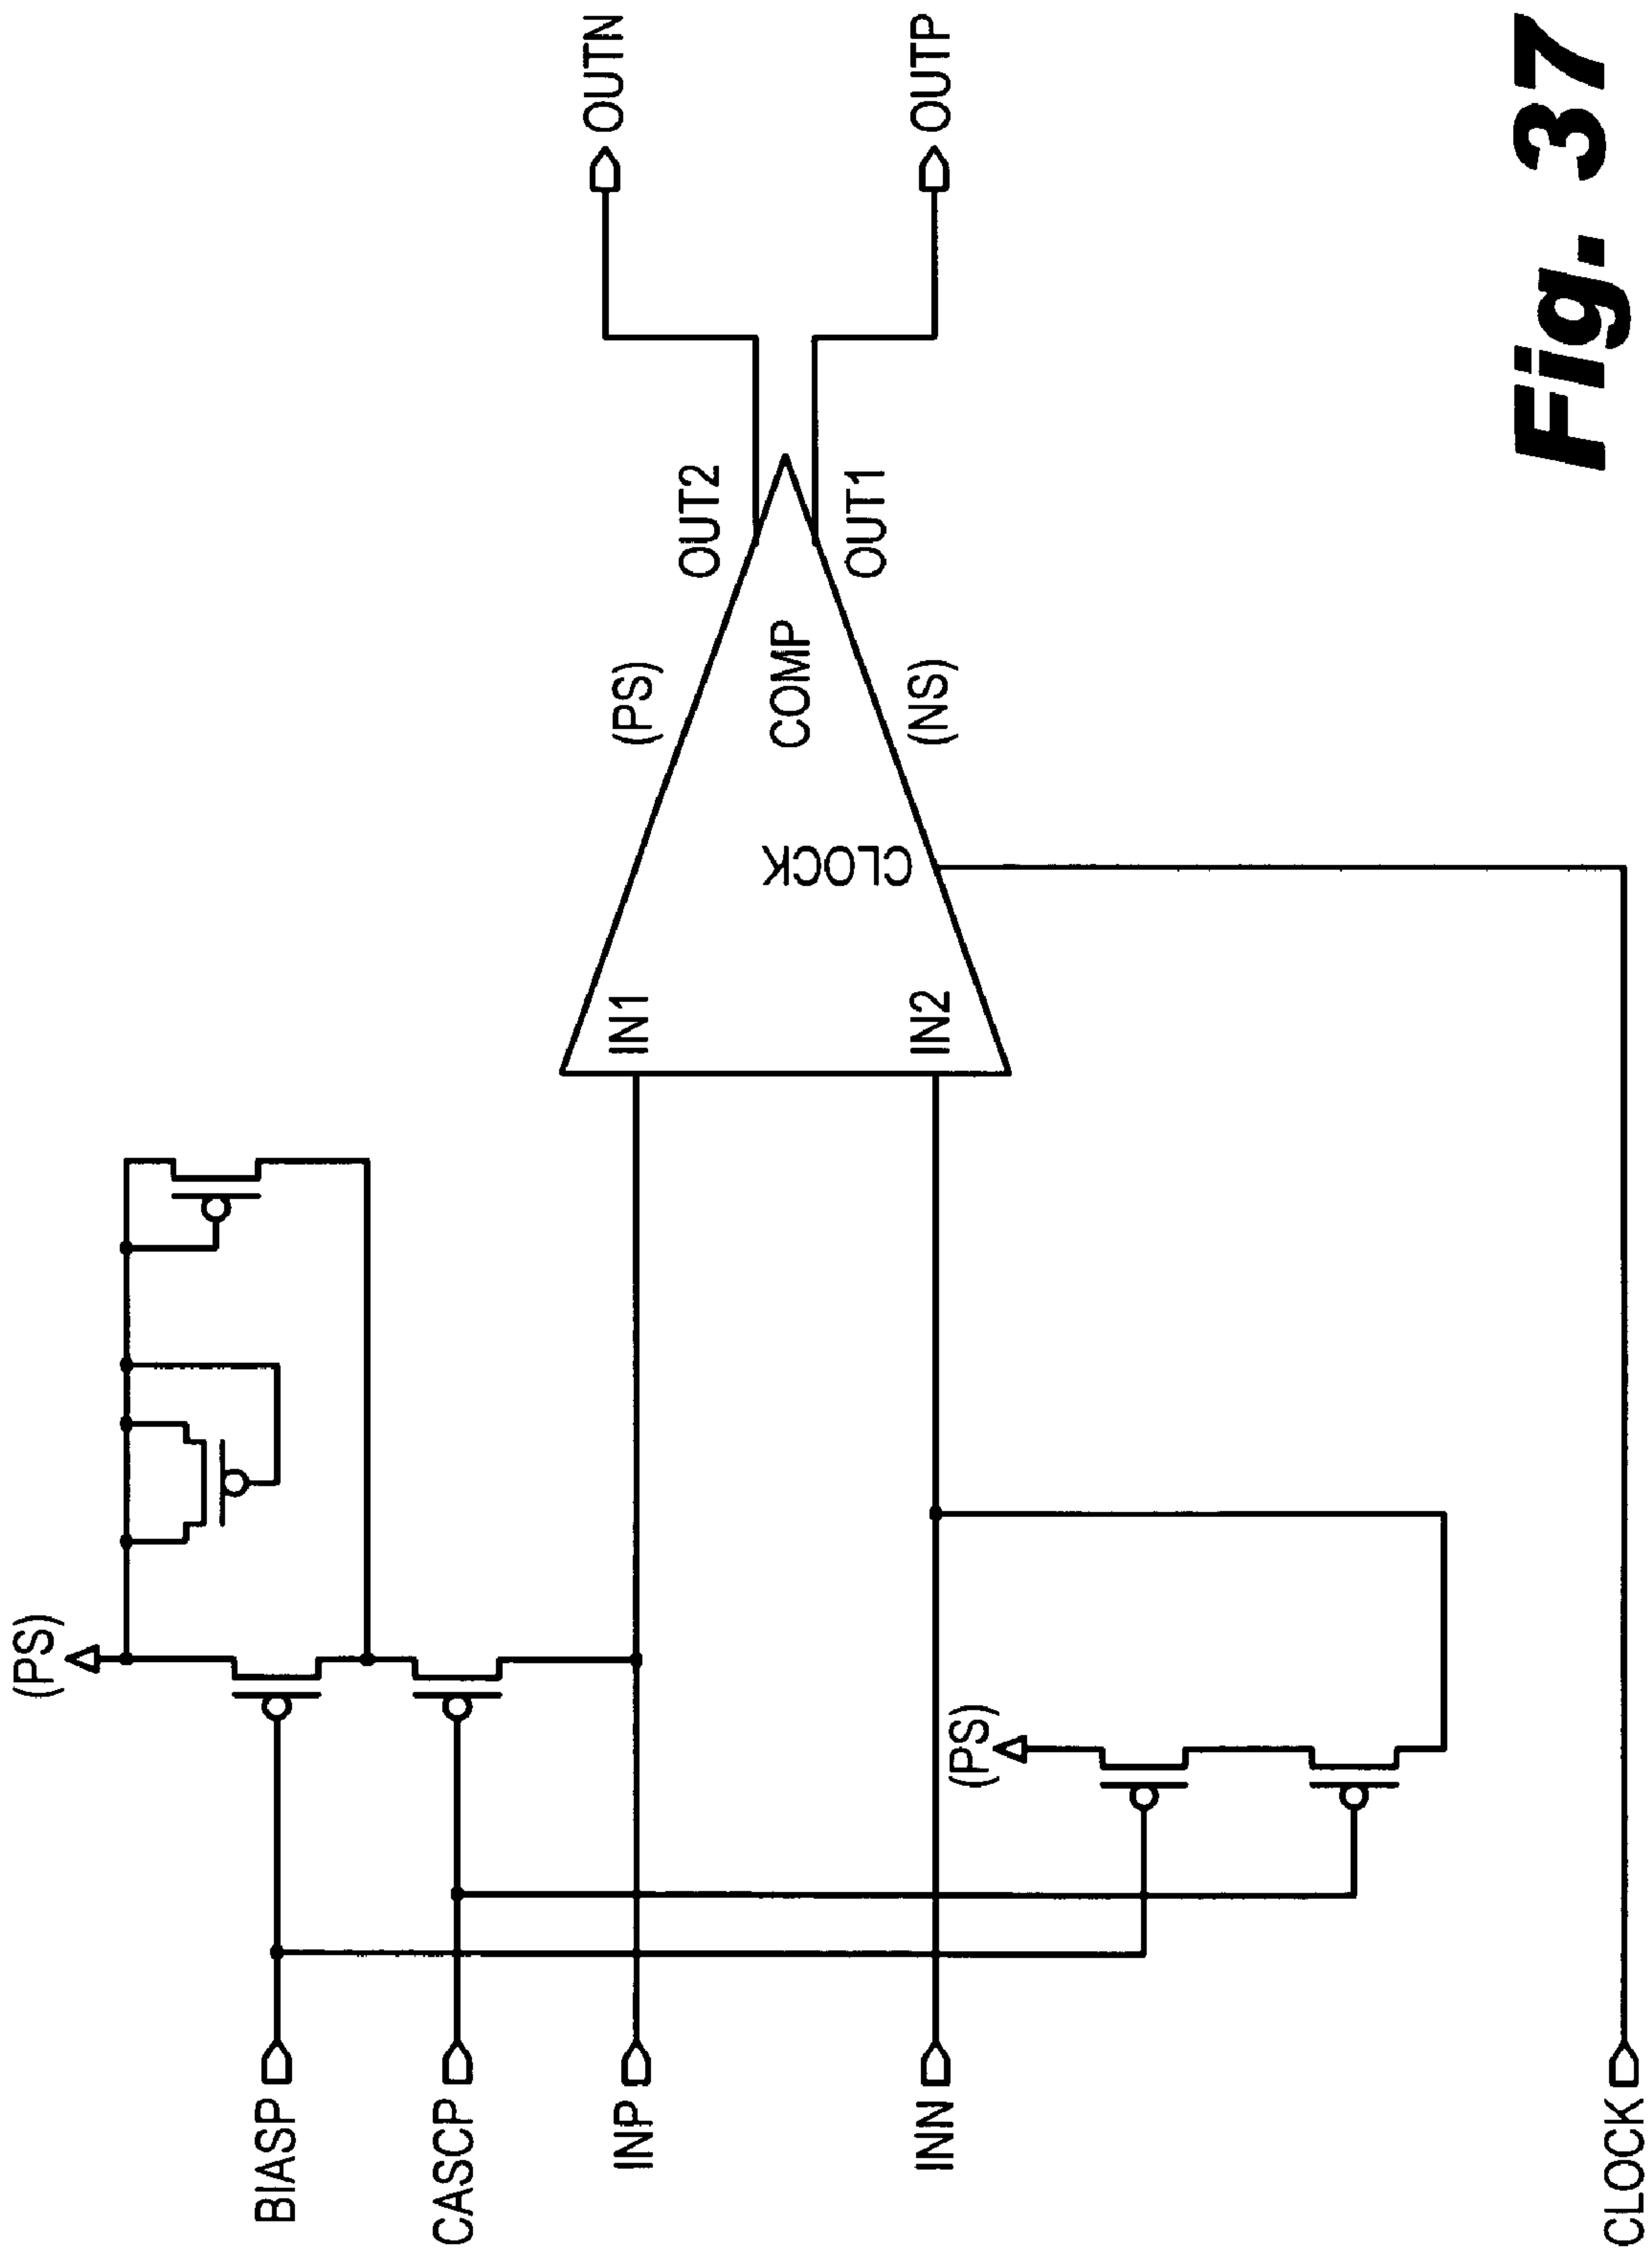 (PS)
BIASP
CASCP
INP
INN
(PS)
CLOCK
IN1
IN2
CLOCK
COMP
(PS)
(NS)
OUT2
OUT1
OUTN
OUTP
Fig. 37